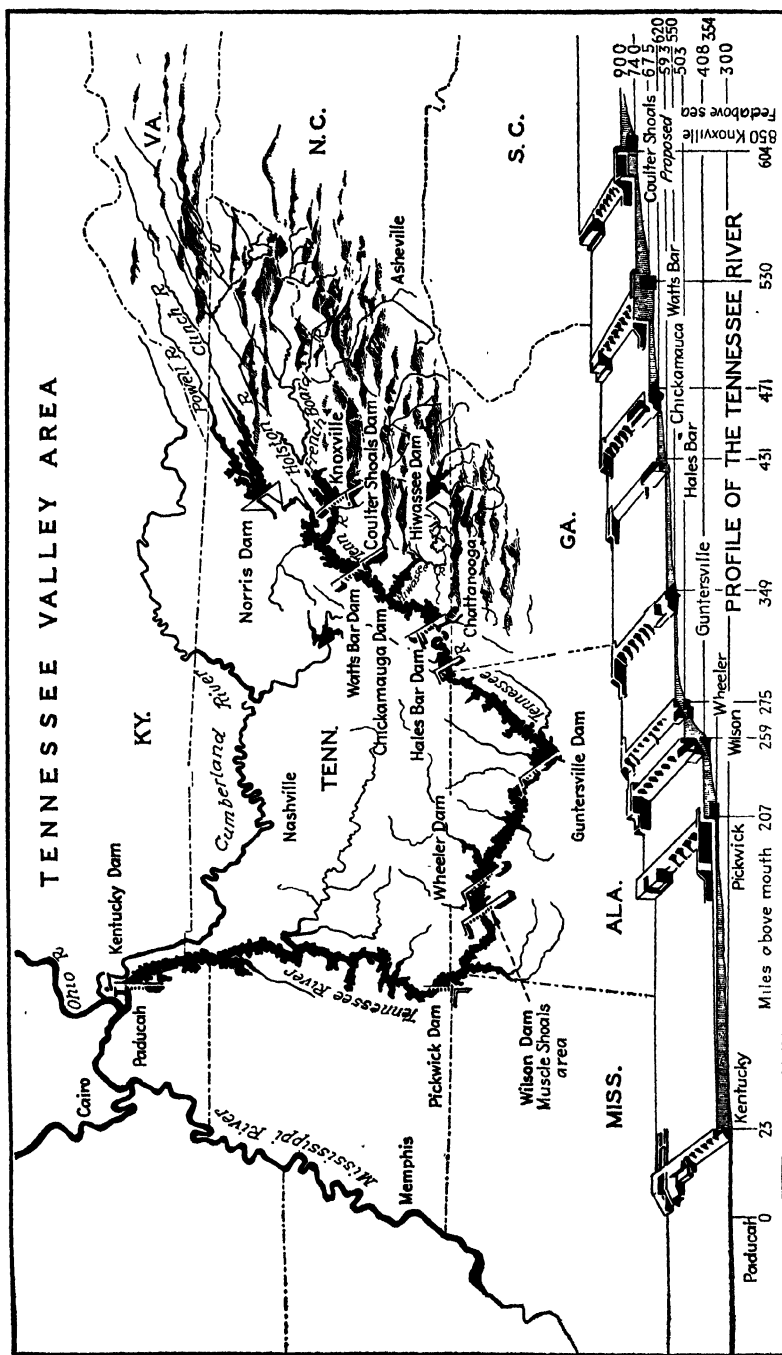 TENNESSEE VALLEY AREA
Ohio R.
Kentucky Dam
Cairo
Paducah
KY.
VA.
Powell R.
Clinch R.
Cumberland River
Nashville
Norris Dam
Holston R.
French Broad R.
Knoxville
N.C.
Asheville
Mississippi River
Memphis
Tennessee River
TENN.
Watts Bar Dam
Tenn. R.
Coulter Shoals Dam
Chickamauga Dam
Hiwassee Dam
Hales Bar Dam
Chattanooga
S.C.
Pickwick Dam
Wheeler Dam
Tennessee R.
Wilson Dam
Muscle Shoals
area
Guntersville Dam
MISS.
ALA.
GA.
900
740
675
620
593
550
503
408
354
300
850 Knoxville
Feet above sea
Coulter Shoals
Proposed
Watts Bar
Chickamauca
Hales Bar
Guntersville
Wheeler
Wilson
Pickwick
Kentucky
Paducah
0
23
Miles above mouth
207
259
275
349
431
471
530
604
PROFILE OF THE TENNESSEE RIVER